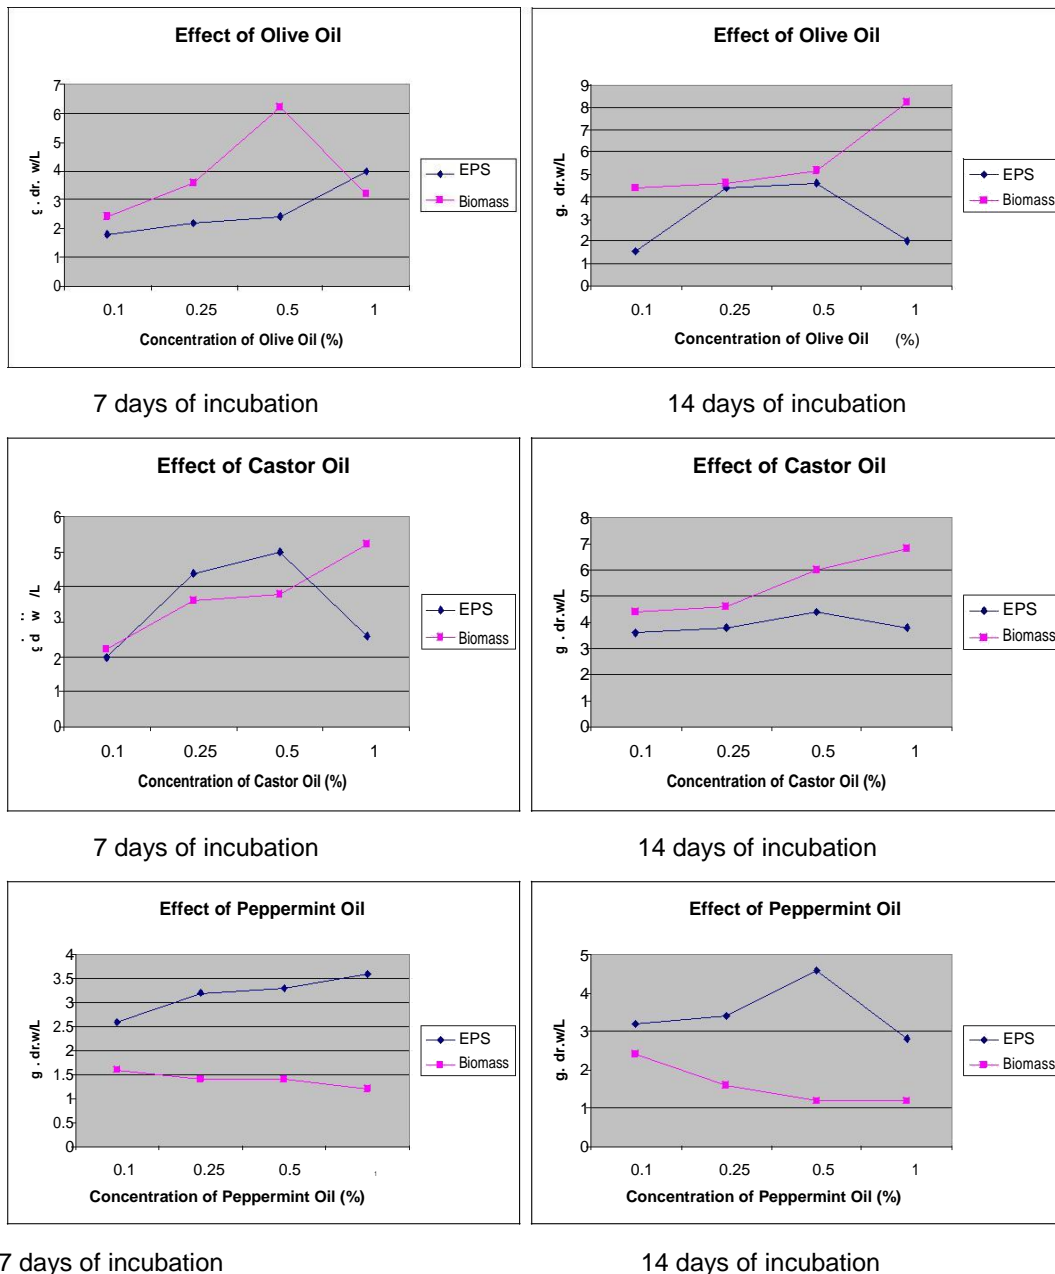 Effect of Olive Oil
7
6
5
4
3
2
1
0
g . dr. w/L
0.1 0.25 0.5 1
Concentration of Olive Oil (%)
EPS
Biomass
7 days of incubation
Effect of Olive Oil
9
8
7
6
5
4
3
2
1
0
g. dr.w/L
0.1 0.25 0.5 1
Concentration of Olive Oil (%)
EPS
Biomass
14 days of incubation
Effect of Castor Oil
6
5
4
3
2
1
0
w /L
0.1 0.25 0.5 1
Concentration of Castor Oil (%)
EPS
Biomass
7 days of incubation
Effect of Castor Oil
8
7
6
5
4
3
2
1
0
g . dr.w/L
0.1 0.25 0.5 1
Concentration of Castor Oil (%)
EPS
Biomass
14 days of incubation
Effect of Peppermint Oil
4
3.5
3
2.5
2
1.5
1
0.5
0
g . dr.w/L
0.1 0.25 0.5 1
Concentration of Peppermint Oil (%)
EPS
Biomass
7 days of incubation
Effect of Peppermint Oil
5
4
3
2
1
0
g. dr.w/L
0.1 0.25 0.5 1
Concentration of Peppermint Oil (%)
EPS
Biomass
14 days of incubation